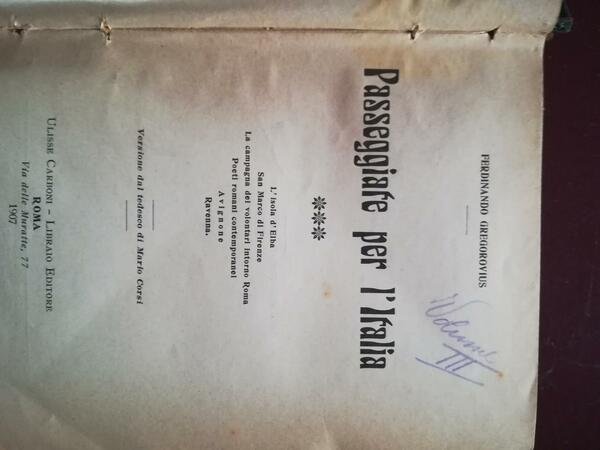 FERDINANDO GREGOROVIUS
Volume
III
Passeggiate per l'Italia
***
L'isola d'Elba
San Marco di Firenze
La campagna dei volontari intorno Roma
Poeti romani contemporanei
Avignone
Ravenna.
Versione dal tedesco di Mario Corsi
ULISSE CARBONI - LIBRAIO EDITORE
ROMA
Via delle Muratte, 77
1907